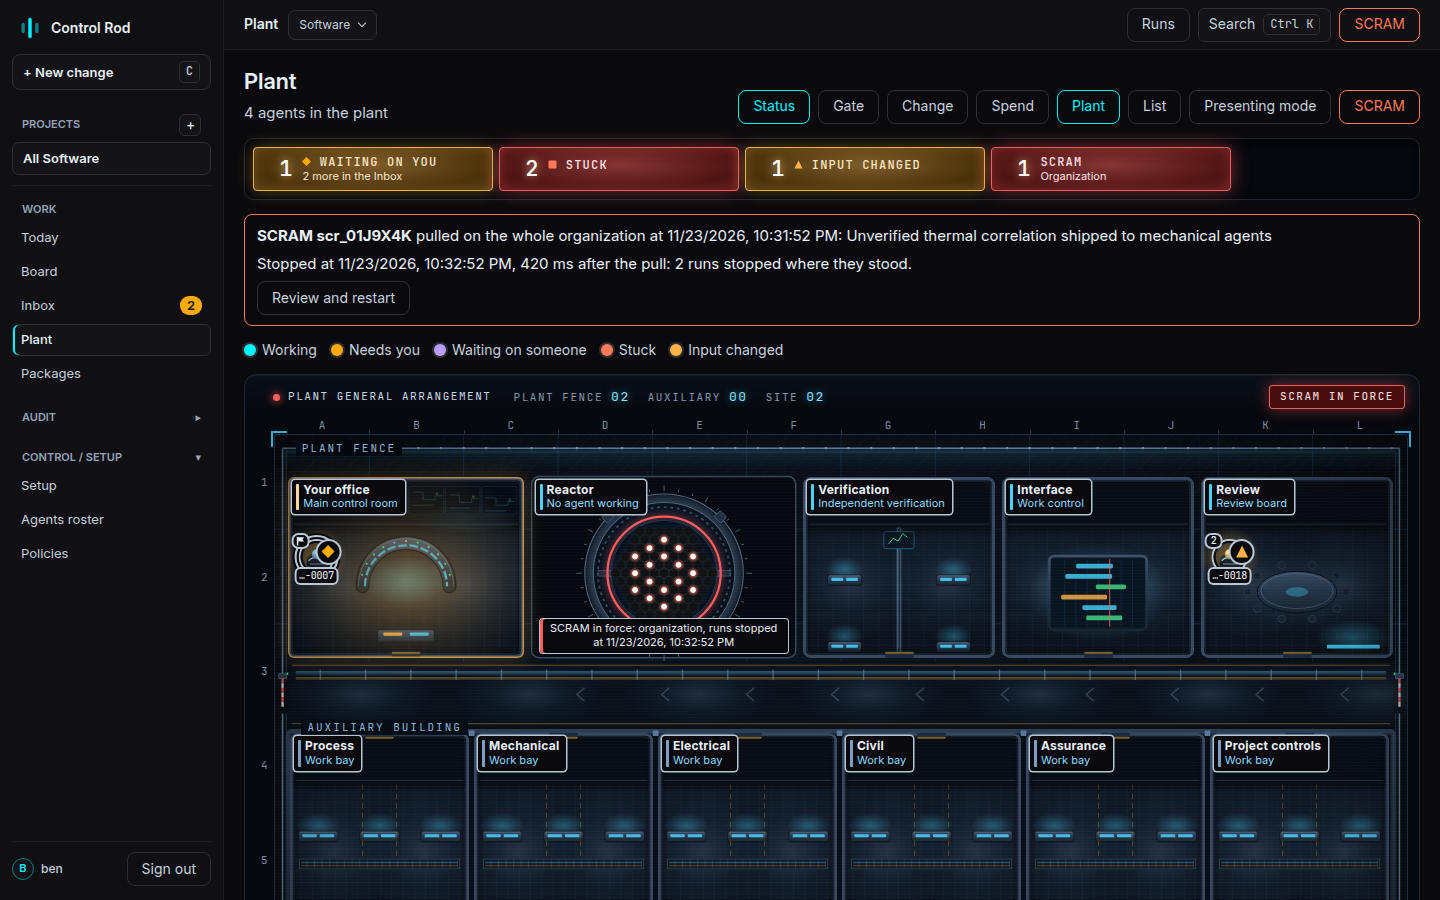 Control Rod
+ New change C
PROJECTS +
All Software
WORK
Today
Board
Inbox 2
Plant
Packages
AUDIT
CONTROL / SETUP
Setup
Agents roster
Policies
B ben Sign out
Plant Software Runs Search Ctrl K SCRAM
Plant
4 agents in the plant
Status Gate Change Spend Plant List Presenting mode SCRAM
1 WAITING ON YOU
2 more in the Inbox
2 STUCK
1 INPUT CHANGED
1 SCRAM
Organization
SCRAM scr_01J9X4K pulled on the whole organization at 11/23/2026, 10:31:52 PM: Unverified thermal correlation shipped to mechanical agents
Stopped at 11/23/2026, 10:32:52 PM, 420 ms after the pull: 2 runs stopped where they stood.
Review and restart
Working Needs you Waiting on someone Stuck Input changed
PLANT GENERAL ARRANGEMENT PLANT FENCE 02 AUXILIARY 00 SITE 02 SCRAM IN FORCE
A B C D E F G H I J K L
PLANT FENCE
1
Your office
Main control room
Reactor
No agent working
Verification
Independent verification
Interface
Work control
Review
Review board
2
…-0007
2
…-0018
SCRAM in force: organization, runs stopped
at 11/23/2026, 10:32:52 PM
3
AUXILIARY BUILDING
Process
Work bay
Mechanical
Work bay
Electrical
Work bay
Civil
Work bay
Assurance
Work bay
Project controls
Work bay
4
5